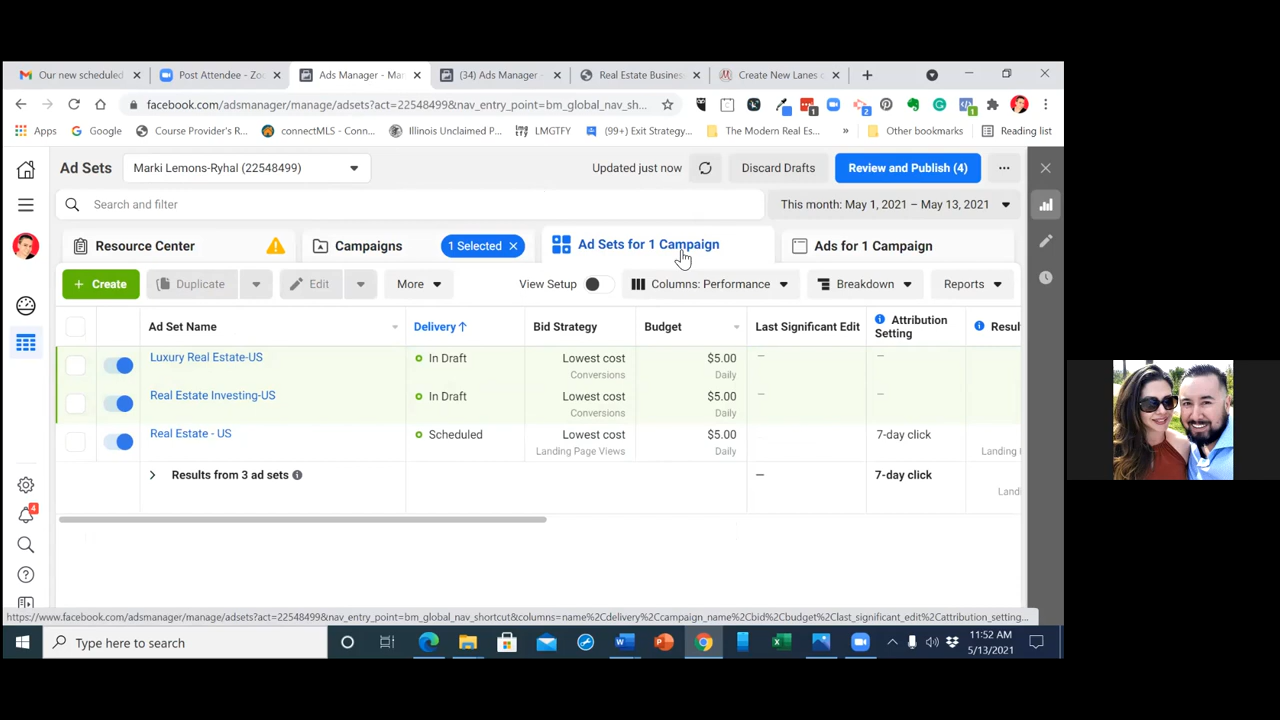 Our new scheduled
Post Attendee - Zoo
Ads Manager - Mar
(34) Ads Manager -
Real Estate Busines
Create New Lanes o
facebook.com/adsmanager/manage/adsets?act=22548499&nav_entry_point=bm_global_nav_sh...
Apps
Google
Course Provider's R...
connectMLS - Conn...
Illinois Unclaimed P...
LMGTFY
(99+) Exit Strategy...
The Modern Real Es...
»
Other bookmarks
Reading list
Ad Sets
Marki Lemons-Ryhal (22548499)
Updated just now
Discard Drafts
Review and Publish (4)
Search and filter
This month: May 1, 2021 – May 13, 2021
Resource Center
Campaigns
1 Selected
Ad Sets for 1 Campaign
Ads for 1 Campaign
+ Create
Duplicate
Edit
More
View Setup
Columns: Performance
Breakdown
Reports
Ad Set Name
Delivery ↑
Bid Strategy
Budget
Last Significant Edit
Attribution
Setting
Resul
Luxury Real Estate-US
In Draft
Lowest cost
Conversions
$5.00
Daily
—
—
Real Estate Investing-US
In Draft
Lowest cost
Conversions
$5.00
Daily
—
—
Real Estate - US
Scheduled
Lowest cost
Landing Page Views
$5.00
Daily
7-day click
Landing
Results from 3 ad sets
—
7-day click
Land
4
https://www.facebook.com/adsmanager/manage/adsets?act=22548499&nav_entry_point=bm_global_nav_shortcut&columns=name%2Cdelivery%2Ccampaign_name%2Cbid%2Cbudget%2Clast_significant_edit%2Cattribution_setting...
Type here to search
11:52 AM
5/13/2021